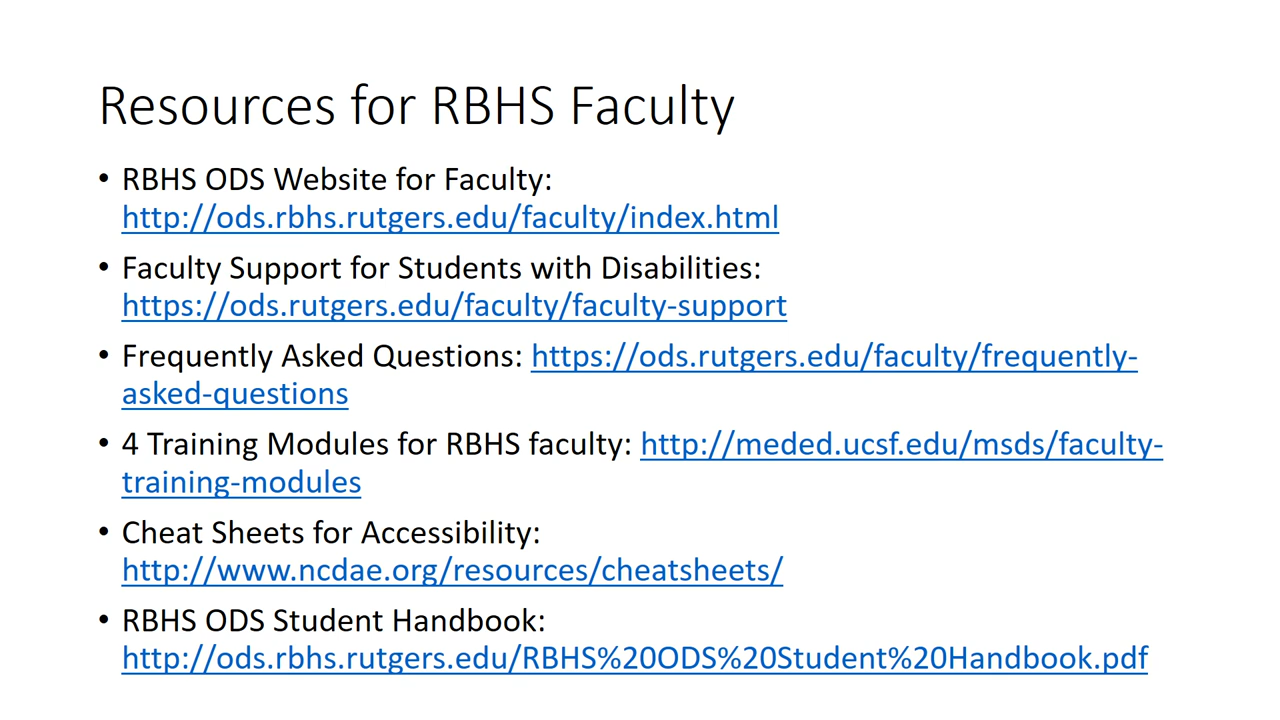 Resources for RBHS Faculty
• RBHS ODS Website for Faculty:
http://ods.rbhs.rutgers.edu/faculty/index.html
• Faculty Support for Students with Disabilities:
https://ods.rutgers.edu/faculty/faculty-support
• Frequently Asked Questions: https://ods.rutgers.edu/faculty/frequently-
asked-questions
• 4 Training Modules for RBHS faculty: http://meded.ucsf.edu/msds/faculty-
training-modules
• Cheat Sheets for Accessibility:
http://www.ncdae.org/resources/cheatsheets/
• RBHS ODS Student Handbook:
http://ods.rbhs.rutgers.edu/RBHS%20ODS%20Student%20Handbook.pdf